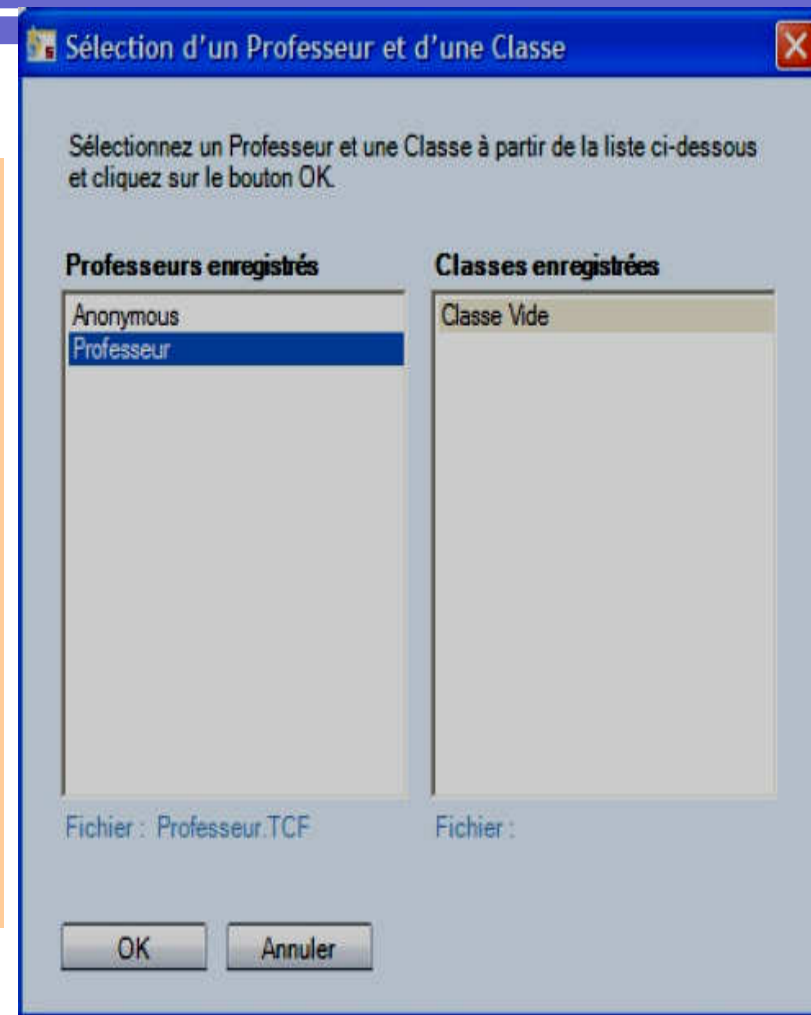 Sélection d'un Professeur et d'une Classe
Sélectionnez un Professeur et une Classe à partir de la liste ci-dessous
et cliquez sur le bouton OK.
Professeurs enregistrés
Classes enregistrées
Anonymous
Professeur
Classe Vide
Fichier : Professeur.TCF
Fichier :
OK
Annuler